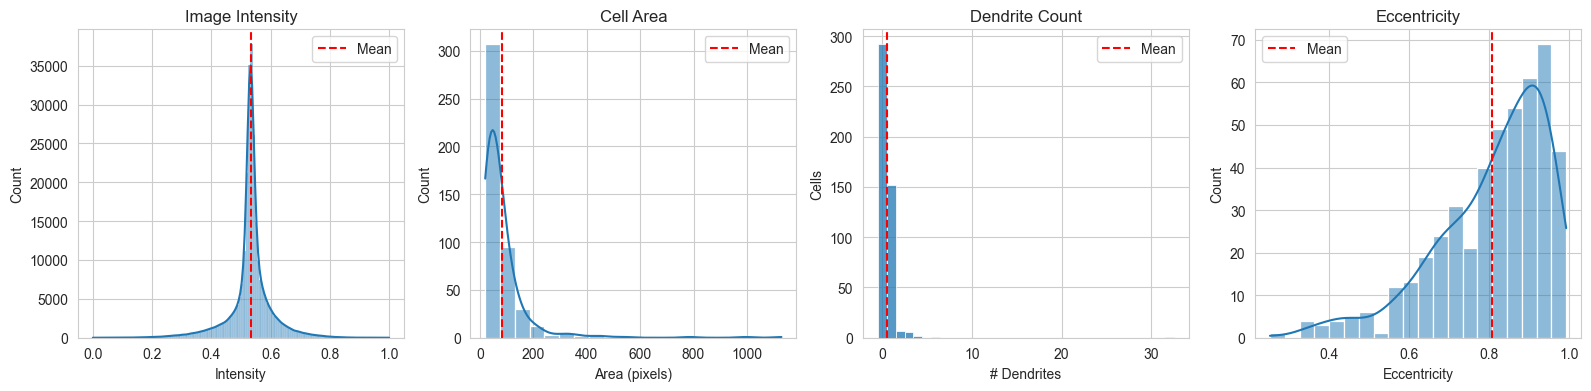 Image Intensity
Mean
35000
30000
25000
20000
15000
10000
5000
0
Count
0.0 0.2 0.4 0.6 0.8 1.0
Intensity
Cell Area
Mean
300
250
200
150
100
50
0
Count
0 200 400 600 800 1000
Area (pixels)
Dendrite Count
Mean
300
250
200
150
100
50
0
Cells
0 10 20 30
# Dendrites
Eccentricity
Mean
70
60
50
40
30
20
10
0
Count
0.4 0.6 0.8 1.0
Eccentricity